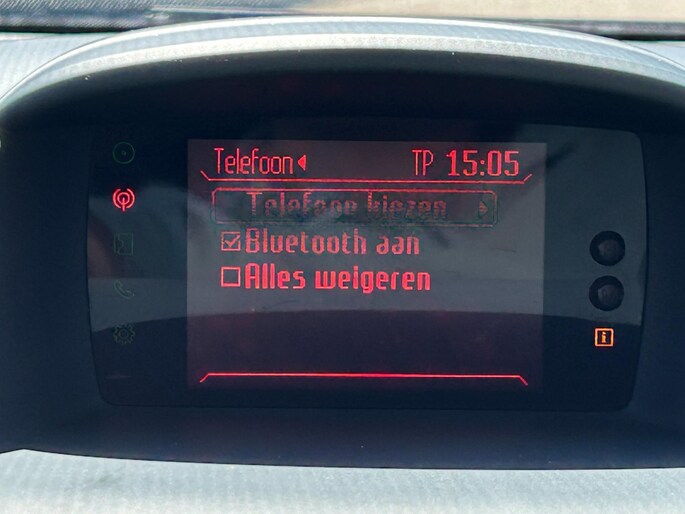 Telefoon
TP 15:05
Telefoon kiezen
Bluetooth aan
Alles weigeren
i